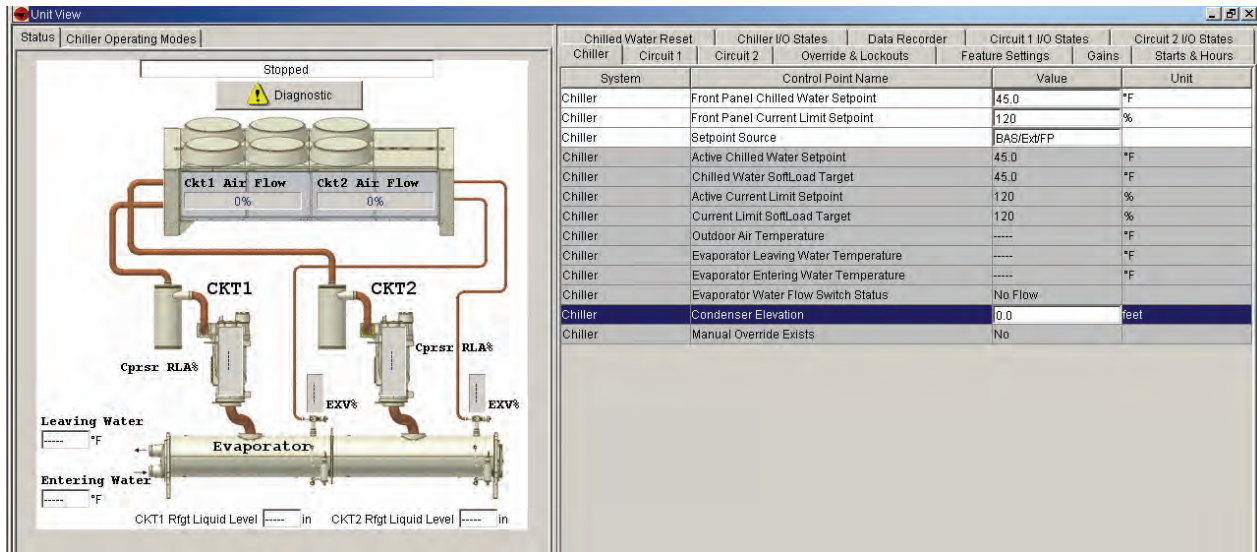 Unit View
Status Chiller Operating Modes
Stopped
Diagnostic
Ckt1 Air Flow Ckt2 Air Flow
0% 0%
CKT1 CKT2
Cprsr RLA%
Cprsr RLA%
EXV% EXV%
Leaving Water
----- °F
Evaporator
Entering Water
----- °F
CKT1 Rfgt Liquid Level ----- in CKT2 Rfgt Liquid Level ----- in
Chilled Water Reset Chiller I/O States Data Recorder Circuit 1 I/O States Circuit 2 I/O States
Chiller Circuit 1 Circuit 2 Override & Lockouts Feature Settings Gains Starts & Hours
System Control Point Name Value Unit
Chiller Front Panel Chilled Water Setpoint 45.0 °F
Chiller Front Panel Current Limit Setpoint 120 %
Chiller Setpoint Source BAS/Ext/FP
Chiller Active Chilled Water Setpoint 45.0 °F
Chiller Chilled Water SoftLoad Target 45.0 °F
Chiller Active Current Limit Setpoint 120 %
Chiller Current Limit SoftLoad Target 120 %
Chiller Outdoor Air Temperature ----- °F
Chiller Evaporator Leaving Water Temperature ----- °F
Chiller Evaporator Entering Water Temperature ----- °F
Chiller Evaporator Water Flow Switch Status No Flow
Chiller Condenser Elevation 0.0 feet
Chiller Manual Override Exists No